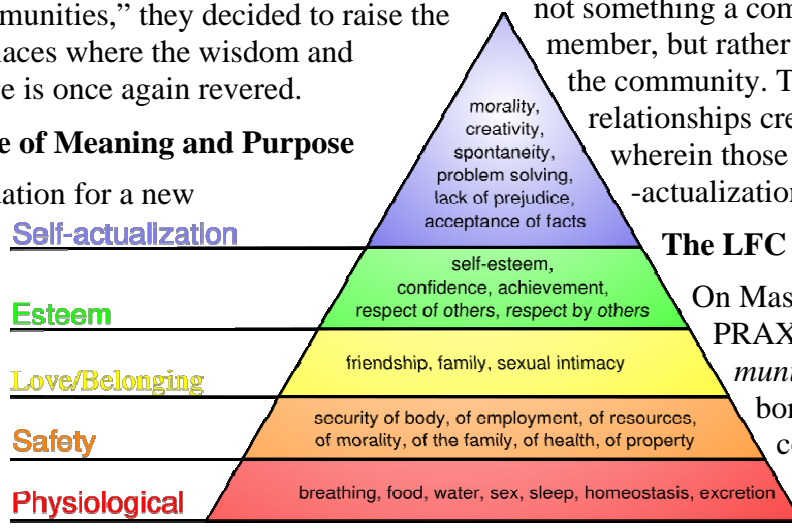 munities,” they decided to raise the
laces where the wisdom and
e is once again revered.
e of Meaning and Purpose
dation for a new
not something a com
member, but rather
the community. T
relationships cre
wherein those
-actualization
The LFC
On Mas
PRAX
muni
bor
co
Self-actualization
morality,
creativity,
spontaneity,
problem solving,
lack of prejudice,
acceptance of facts
Esteem
self-esteem,
confidence, achievement,
respect of others, respect by others
Love/Belonging
friendship, family, sexual intimacy
Safety
security of body, of employment, of resources,
of morality, of the family, of health, of property
Physiological
breathing, food, water, sex, sleep, homeostasis, excretion